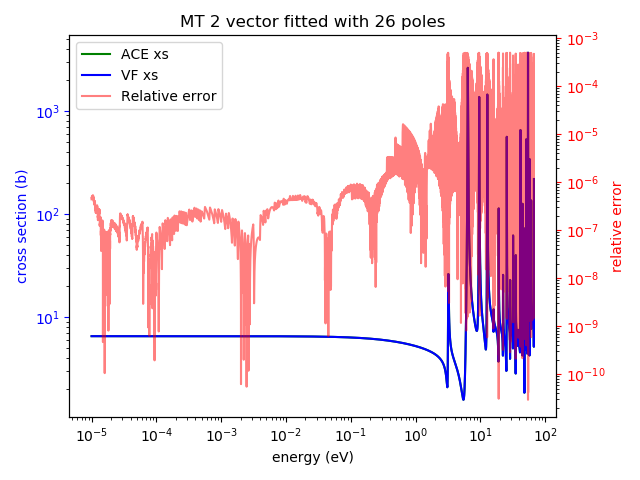 MT 2 vector fitted with 26 poles
ACE xs
VF xs
Relative error
cross section (b)
10³
10²
10¹
relative error
10⁻³
10⁻⁴
10⁻⁵
10⁻⁶
10⁻⁷
10⁻⁸
10⁻⁹
10⁻¹⁰
10⁻⁵ 10⁻⁴ 10⁻³ 10⁻² 10⁻¹ 10⁰ 10¹ 10²
energy (eV)